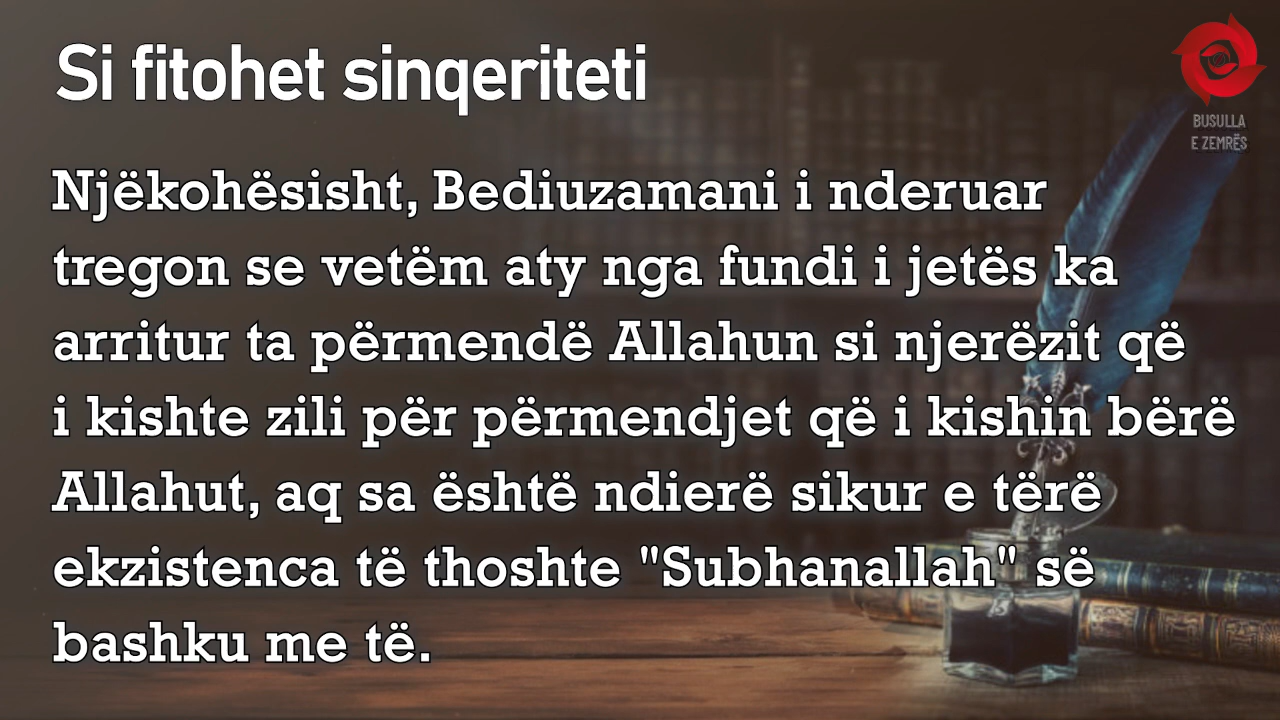 Si fitohet sinqeriteti
BUSULLA
E ZEMRËS
Njëkohësisht, Bediuzamani i nderuar
tregon se vetëm aty nga fundi i jetës ka
arritur ta përmendë Allahun si njerëzit që
i kishte zili për përmendjet që i kishin bërë
Allahut, aq sa është ndierë sikur e tërë
ekzistenca të thoshte "Subhanallah" së
bashku me të.